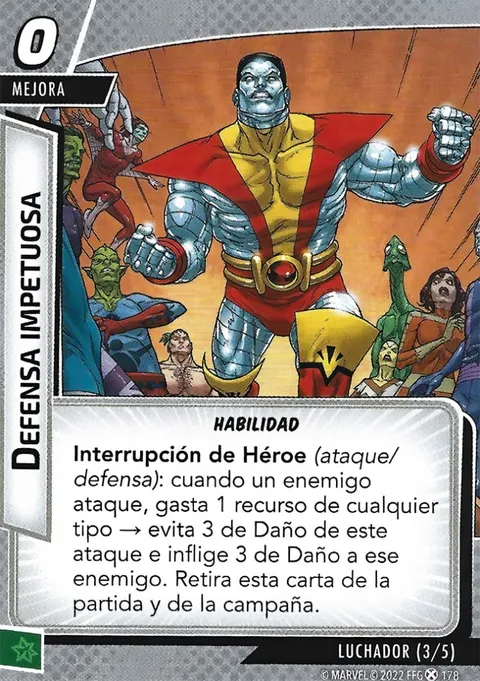 0
MEJORA
DEFENSA IMPETUOSA
HABILIDAD
Interrupción de Héroe (ataque/
defensa): cuando un enemigo
ataque, gasta 1 recurso de cualquier
tipo → evita 3 de Daño de este
ataque e inflige 3 de Daño a ese
enemigo. Retira esta carta de la
partida y de la campaña.
LUCHADOR (3/5)
© MARVEL © 2022 FFG 178